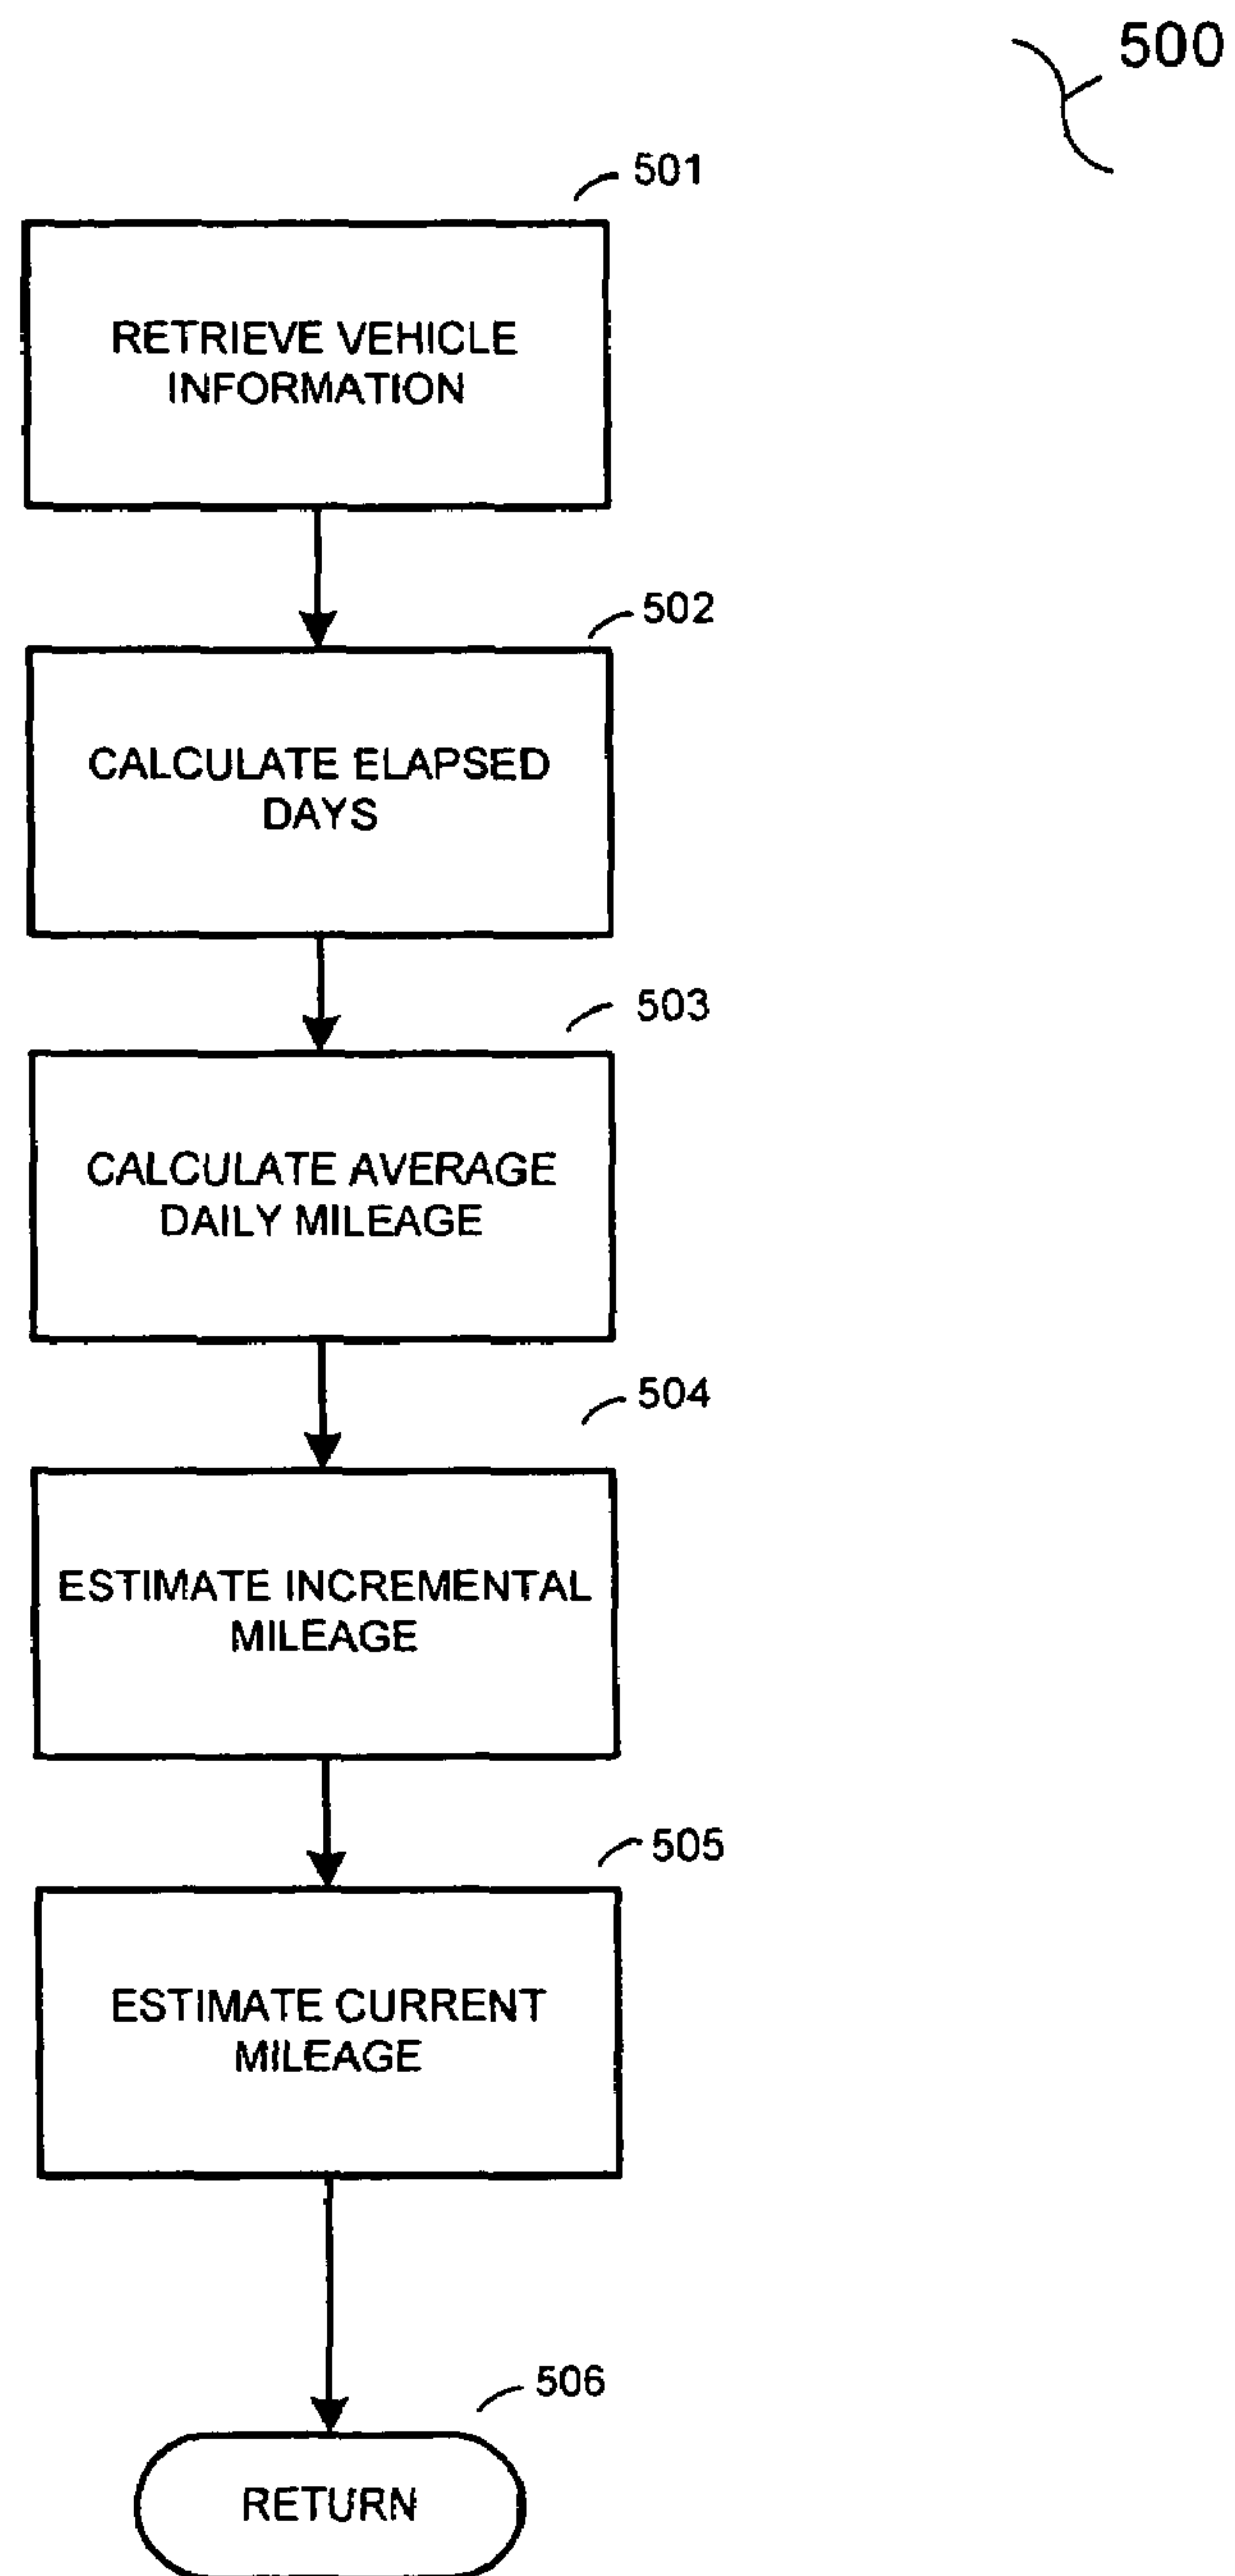 500
501
RETRIEVE VEHICLE
INFORMATION
502
CALCULATE ELAPSED
DAYS
503
CALCULATE AVERAGE
DAILY MILEAGE
504
ESTIMATE INCREMENTAL
MILEAGE
505
ESTIMATE CURRENT
MILEAGE
506
RETURN